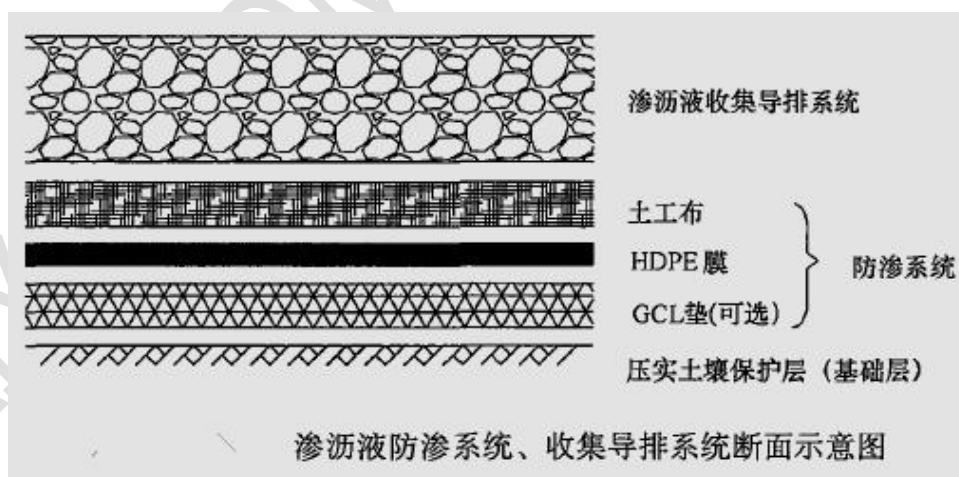 渗沥液收集导排系统
土工布
HDPE膜
防渗系统
GCL垫(可选)
压实土壤保护层（基础层）
渗沥液防渗系统、收集导排系统断面示意图